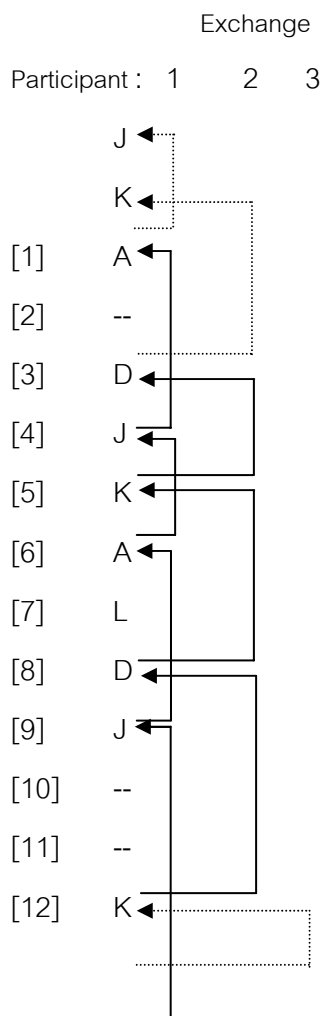 Exchange
Participant : 1 2 3
J
K
[1] A
[2] --
[3] D
[4] J
[5] K
[6] A
[7] L
[8] D
[9] J
[10] --
[11] --
[12] K